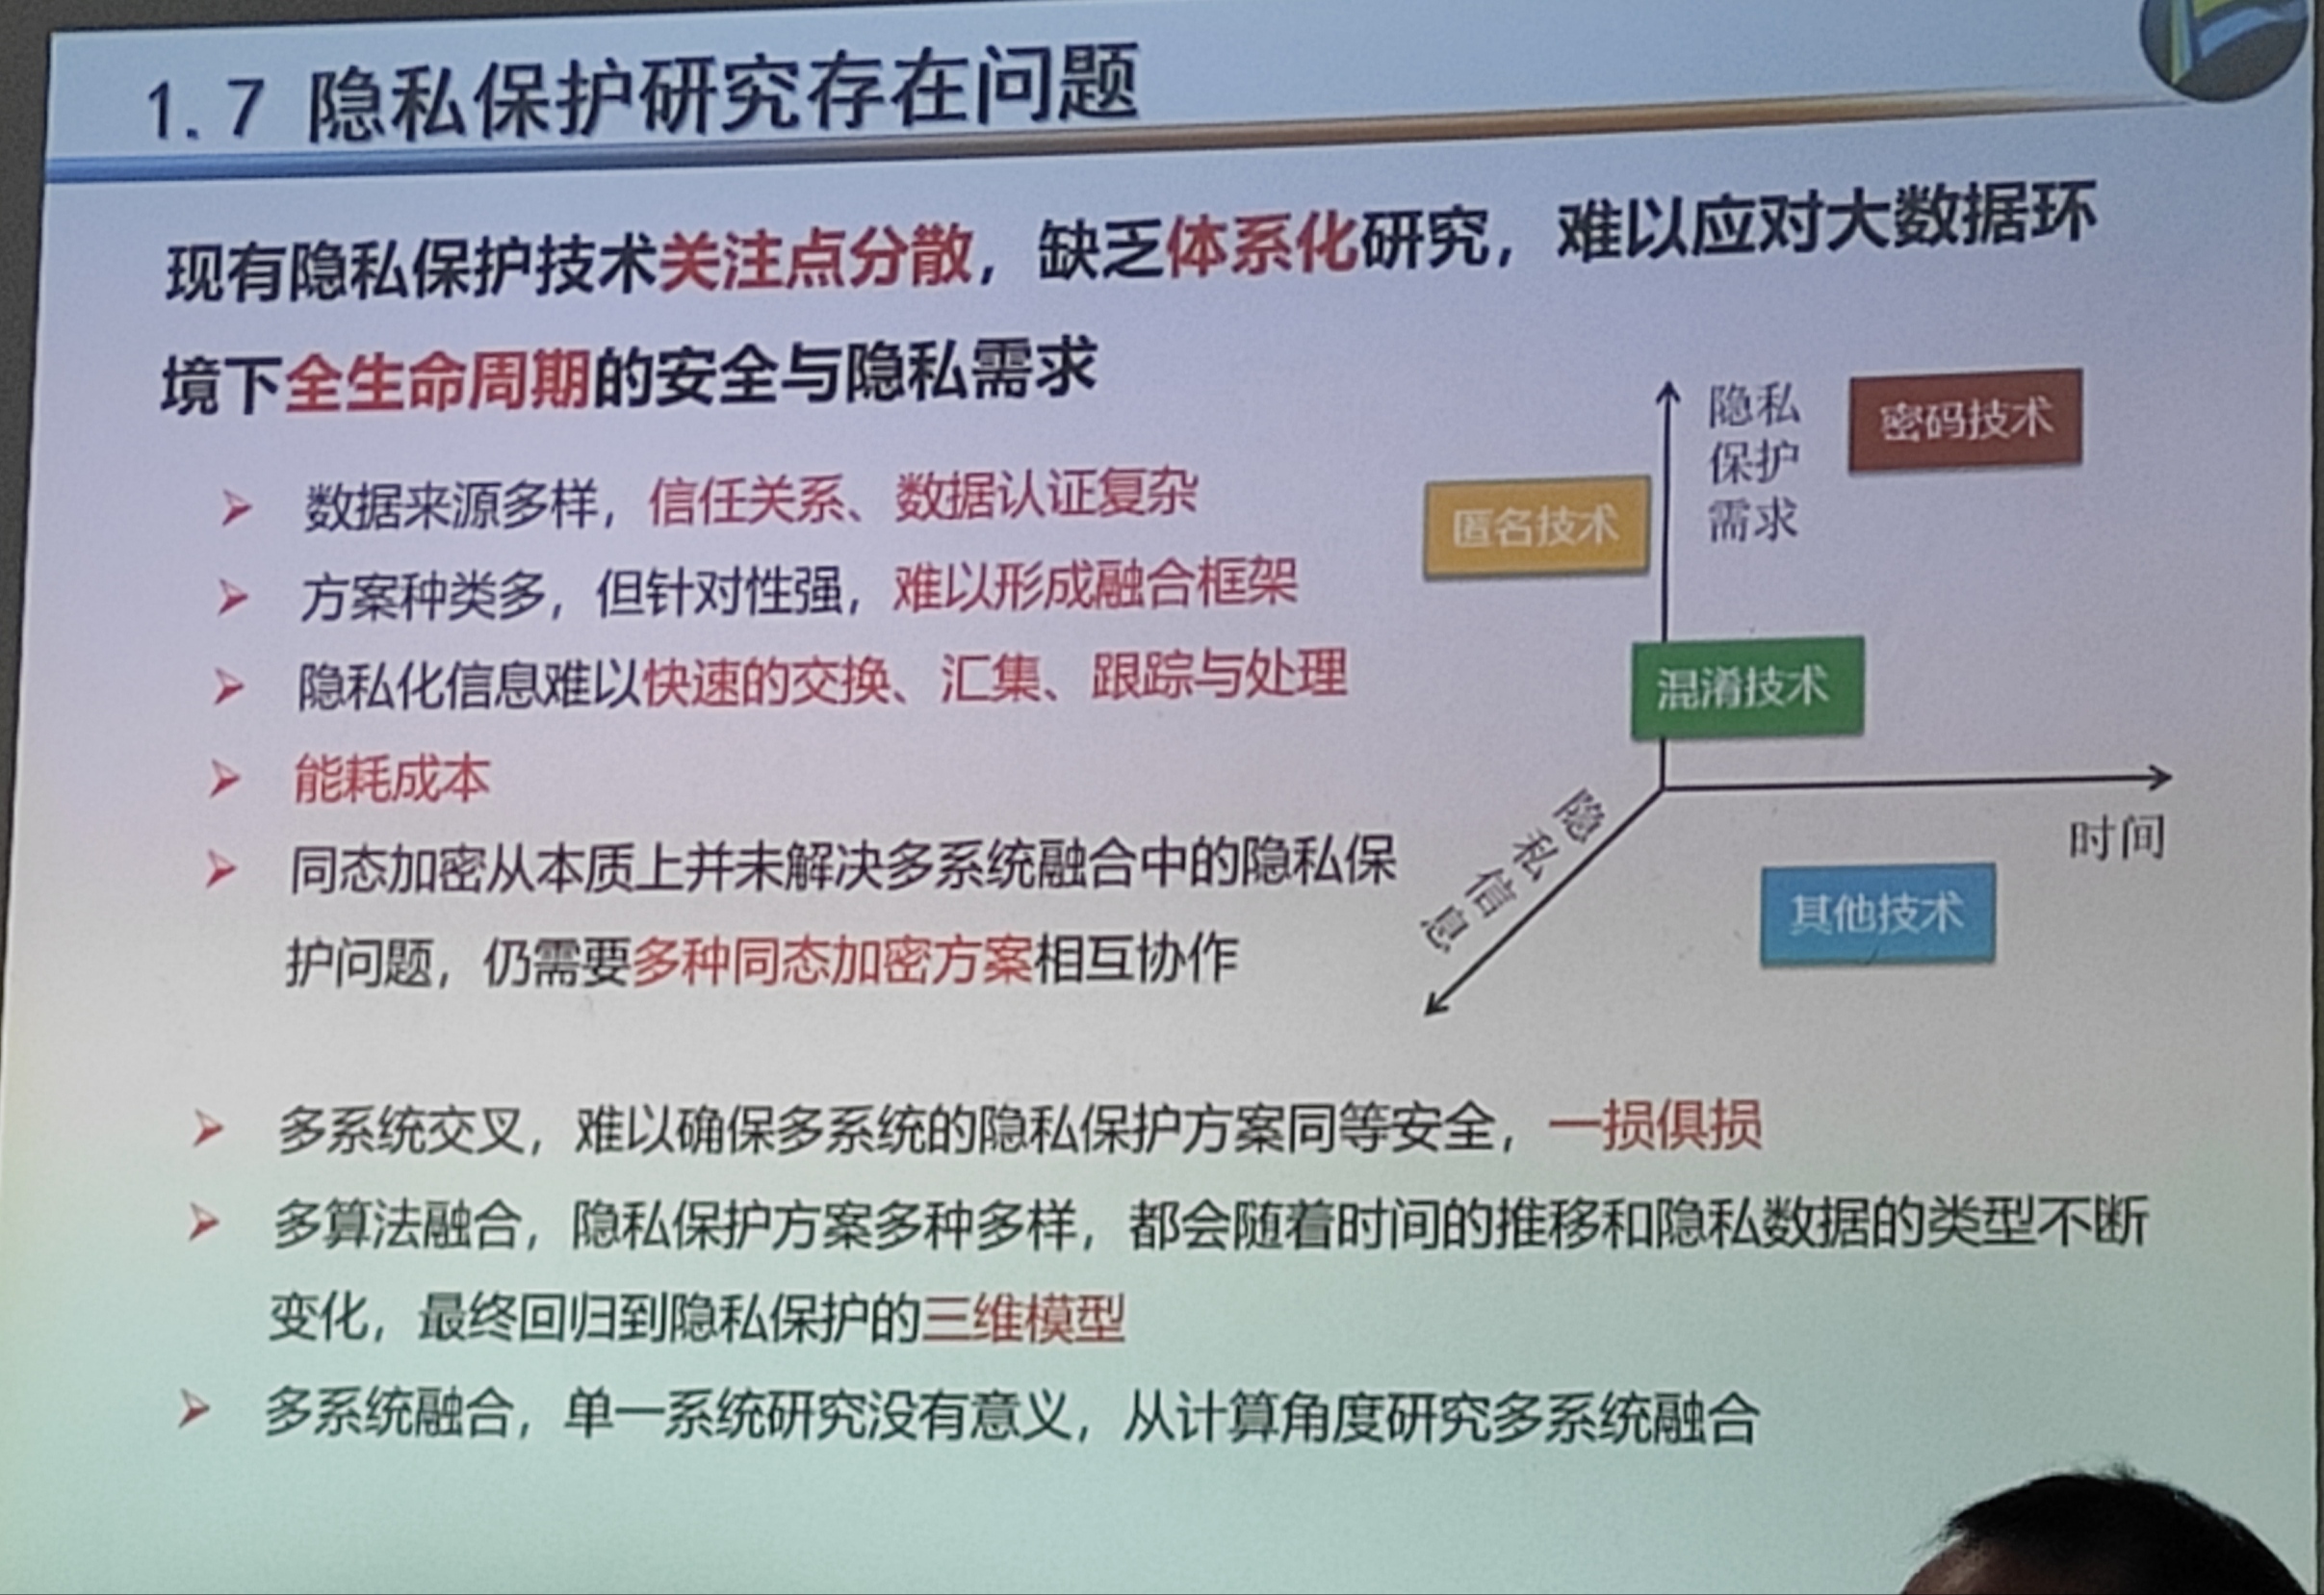 1.7 隐私保护研究存在问题
现有隐私保护技术关注点分散，缺乏体系化研究，难以应对大数据环
境下全生命周期的安全与隐私需求
数据来源多样，信任关系、数据认证复杂
方案种类多，但针对性强，难以形成融合框架
隐私化信息难以快速的交换、汇集、跟踪与处理
能耗成本
同态加密从本质上并未解决多系统融合中的隐私保
护问题，仍需要多种同态加密方案相互协作
隐私
保护
需求
密码技术
匿名技术
混淆技术
时间
隐私信息
其他技术
多系统交叉，难以确保多系统的隐私保护方案同等安全，一损俱损
多算法融合，隐私保护方案多种多样，都会随着时间的推移和隐私数据的类型不断
变化，最终回归到隐私保护的三维模型
多系统融合，单一系统研究没有意义，从计算角度研究多系统融合